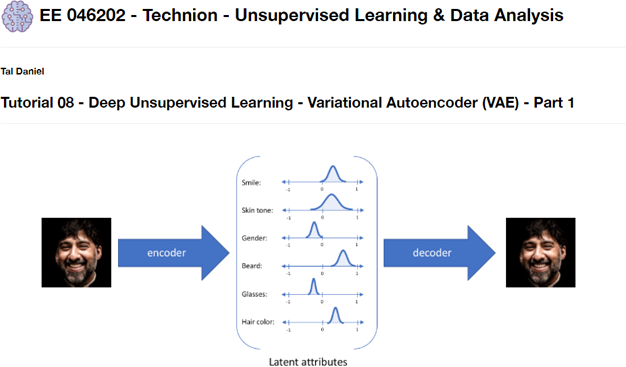 EE 046202 - Technion - Unsupervised Learning & Data Analysis
Tal Daniel
Tutorial 08 - Deep Unsupervised Learning - Variational Autoencoder (VAE) - Part 1
Smile:
-1 0 1
Skin tone:
-1 0 1
Gender:
-1 0 1
Beard:
-1 0 1
Glasses:
-1 0 1
Hair color:
-1 0 1
encoder
decoder
Latent attributes